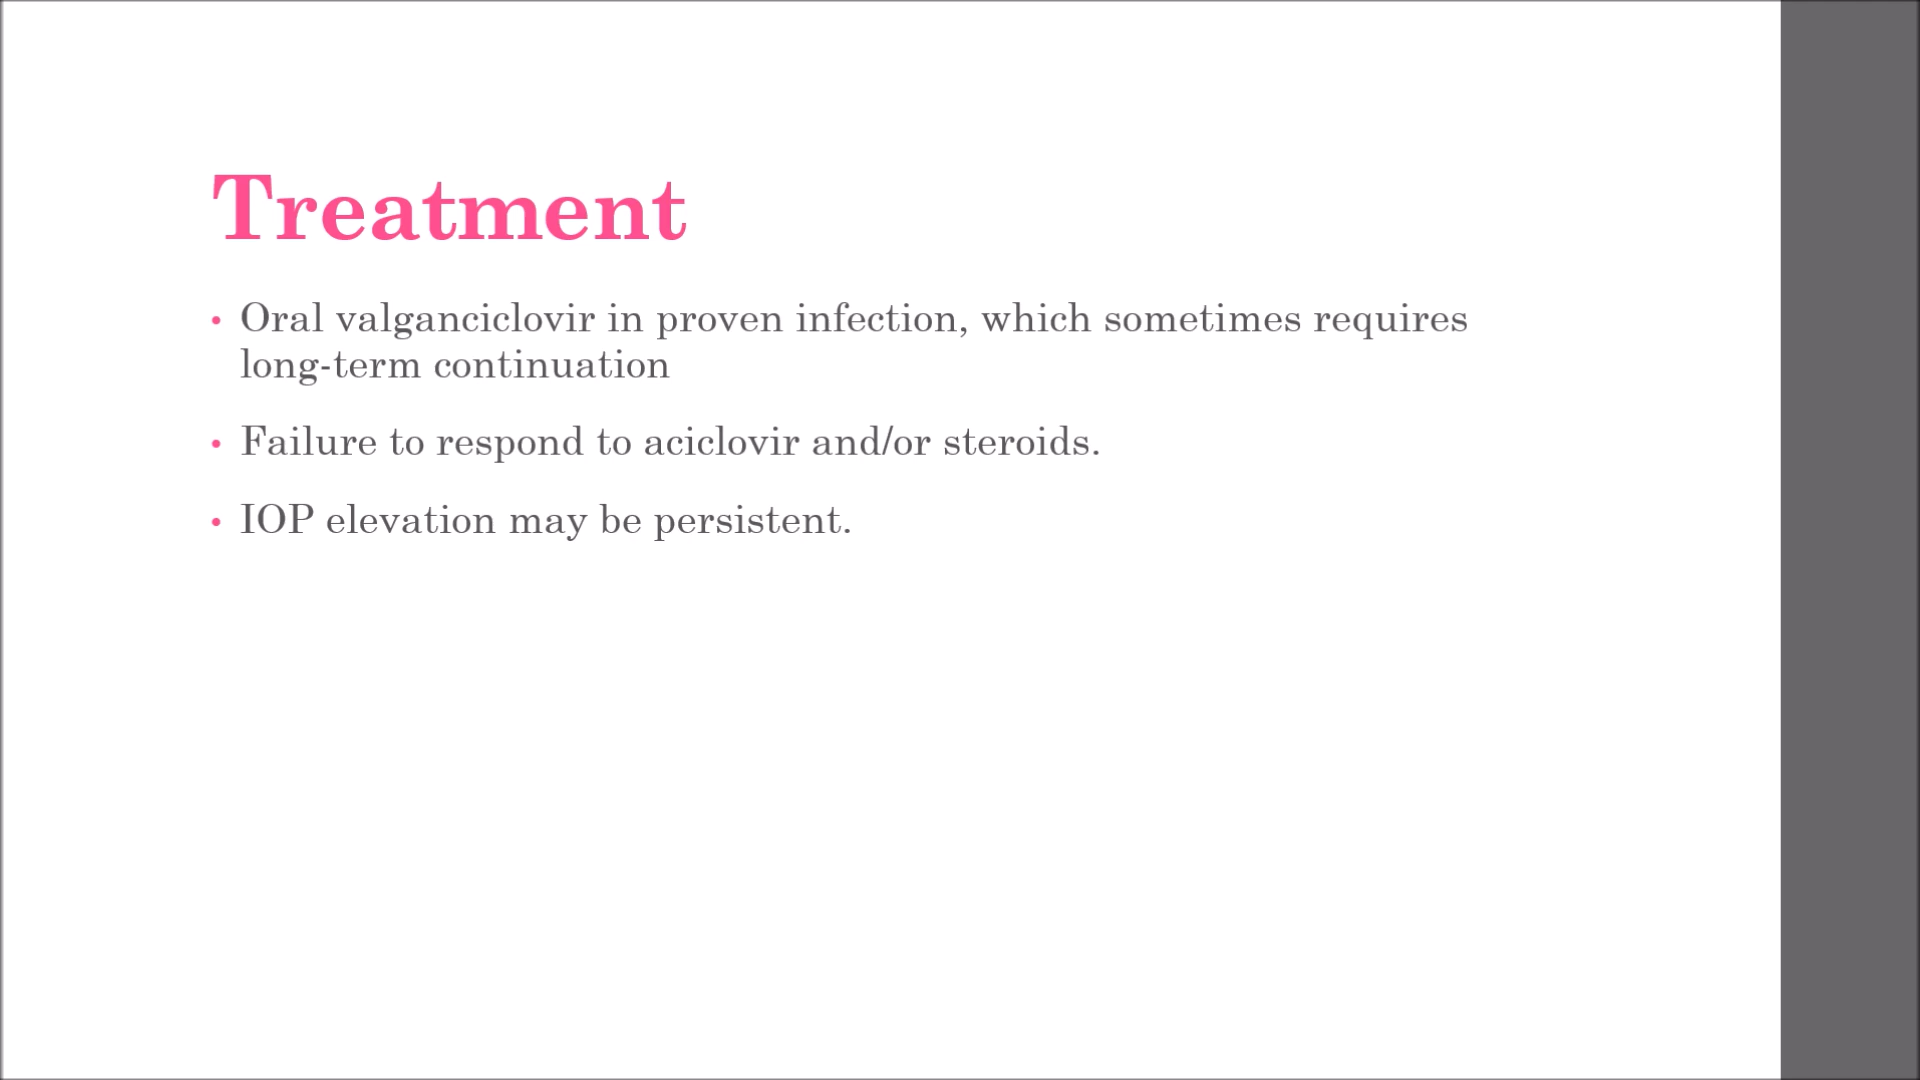 Treatment
• Oral valganciclovir in proven infection, which sometimes requires
long-term continuation
• Failure to respond to aciclovir and/or steroids.
• IOP elevation may be persistent.